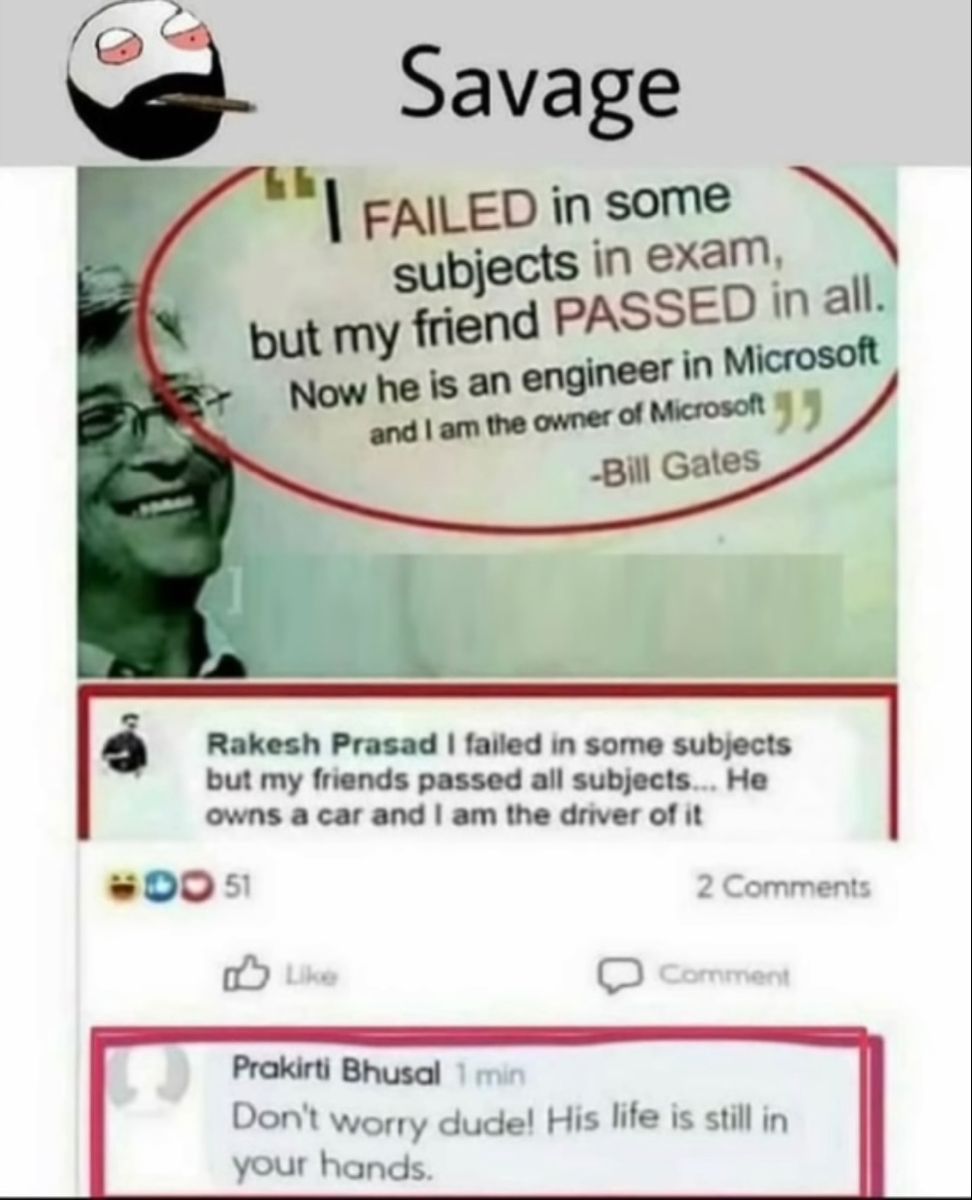 Savage
“I FAILED in some
subjects in exam,
but my friend PASSED in all.
Now he is an engineer in Microsoft
and I am the owner of Microsoft”
-Bill Gates
]
Rakesh Prasad I failed in some subjects
but my friends passed all subjects... He
owns a car and I am the driver of it
51 2 Comments
Like Comment
Prakirti Bhusal 1 min
Don't worry dude! His life is still in
your hands.